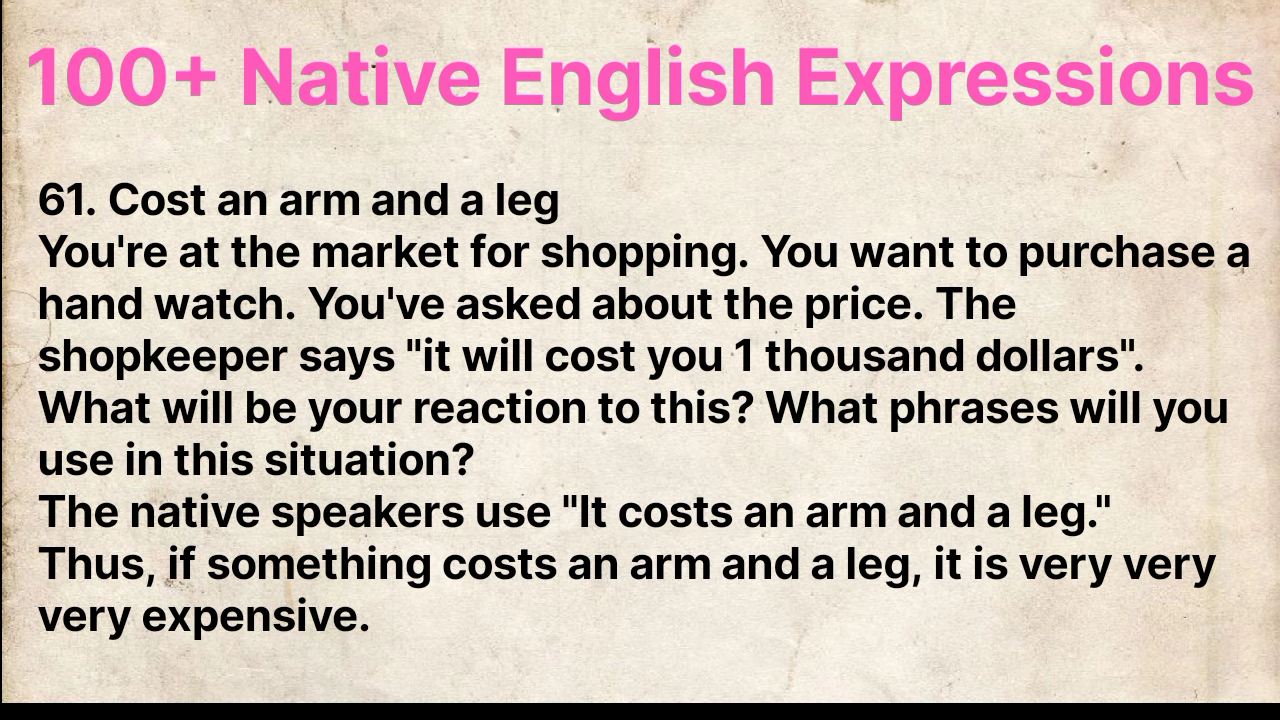 100+ Native English Expressions
61. Cost an arm and a leg
You're at the market for shopping. You want to purchase a
hand watch. You've asked about the price. The
shopkeeper says "it will cost you 1 thousand dollars".
What will be your reaction to this? What phrases will you
use in this situation?
The native speakers use "It costs an arm and a leg."
Thus, if something costs an arm and a leg, it is very very
very expensive.